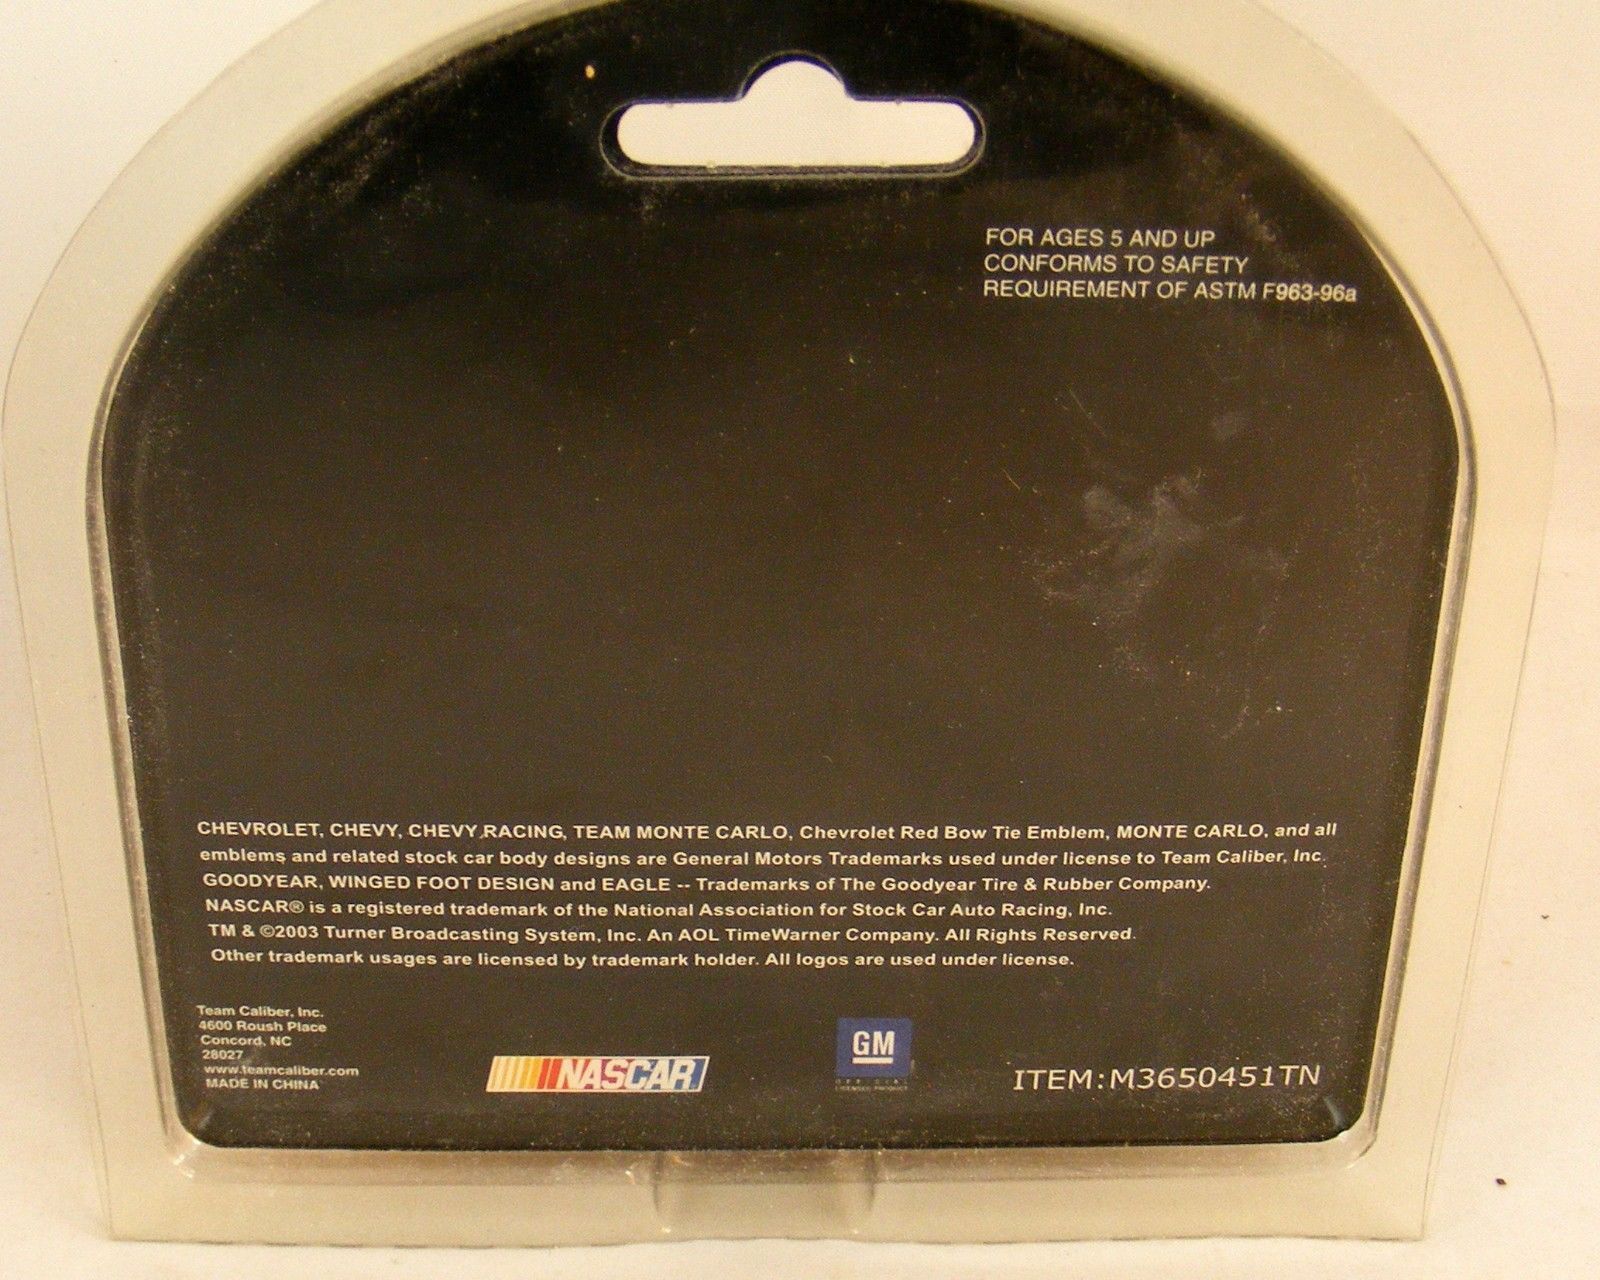 FOR AGES 5 AND UP
CONFORMS TO SAFETY
REQUIREMENT OF ASTM F963-96a
CHEVROLET, CHEVY, CHEVY RACING, TEAM MONTE CARLO, Chevrolet Red Bow Tie Emblem, MONTE CARLO, and all
emblems and related stock car body designs are General Motors Trademarks used under license to Team Caliber, Inc.
GOODYEAR, WINGED FOOT DESIGN and EAGLE -- Trademarks of The Goodyear Tire & Rubber Company.
NASCAR® is a registered trademark of the National Association for Stock Car Auto Racing, Inc.
TM & ©2003 Turner Broadcasting System, Inc. An AOL TimeWarner Company. All Rights Reserved.
Other trademark usages are licensed by trademark holder. All logos are used under license.
Team Caliber, Inc.
4600 Roush Place
Concord, NC
28027
www.teamcaliber.com
MADE IN CHINA
NASCAR
GM
OFFICIAL
LICENSED PRODUCT
ITEM:M3650451TN